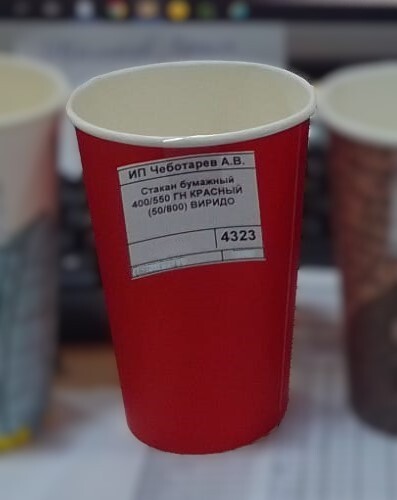 ИП Чеботарев А.В.
Стакан бумажный
400/550 ГН КРАСНЫЙ
(50/800) ВИРИДО
4323